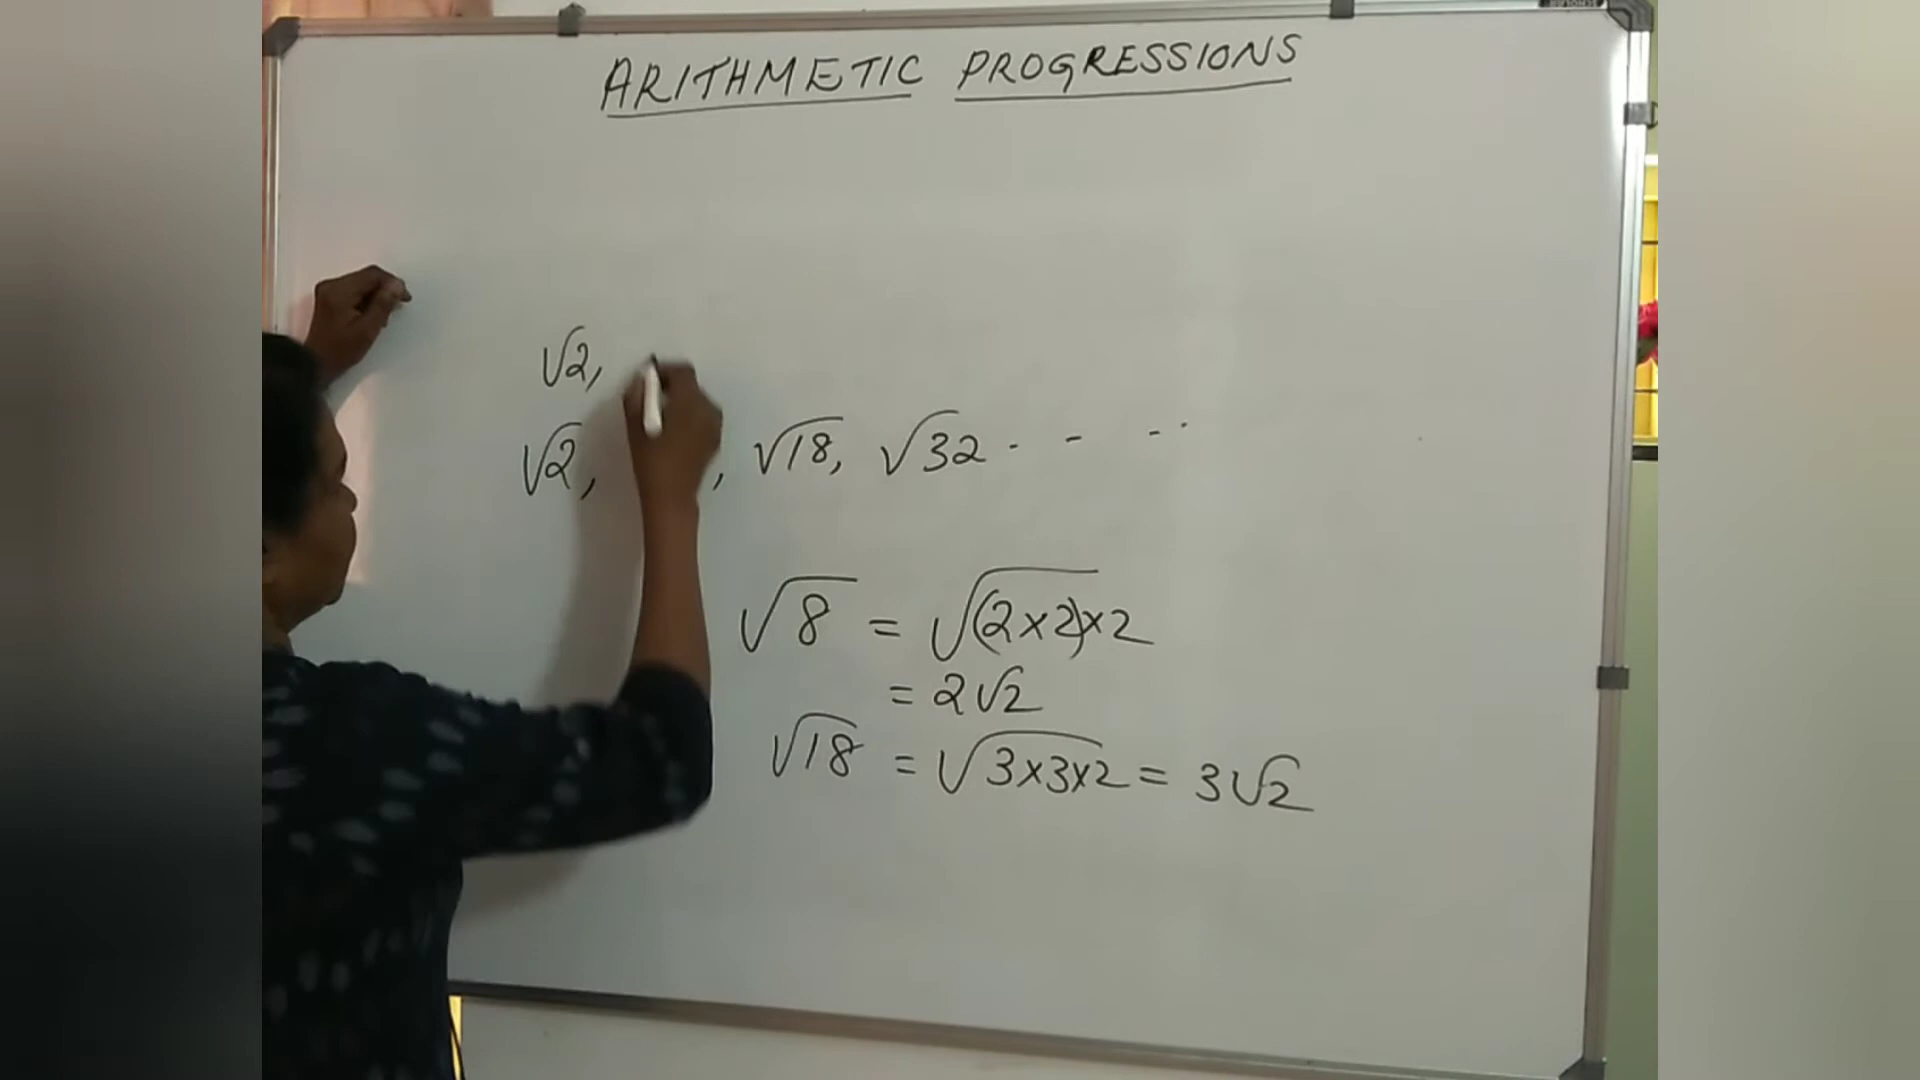 ARITHMETIC PROGRESSIONS
√2,
√2, , √18, √32 - - - -
√8 = √(2×2)×2
= 2√2
√18 = √3×3×2 = 3√2